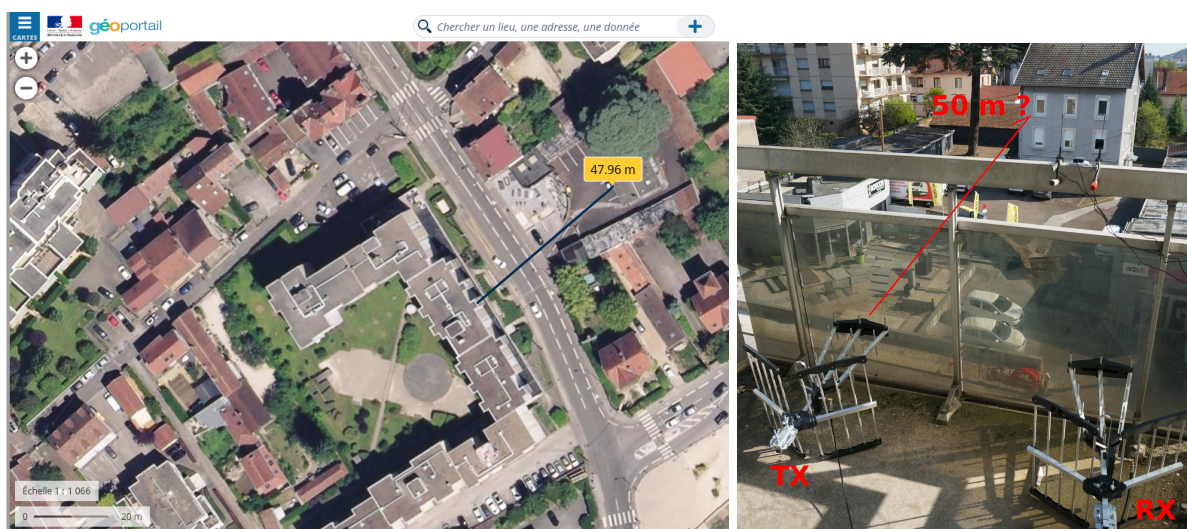 CARTES
géoportail
Chercher un lieu, une adresse, une donnée
47.96 m
Échelle 1 : 1 066
0
20 m
50 m ?
TX
RX